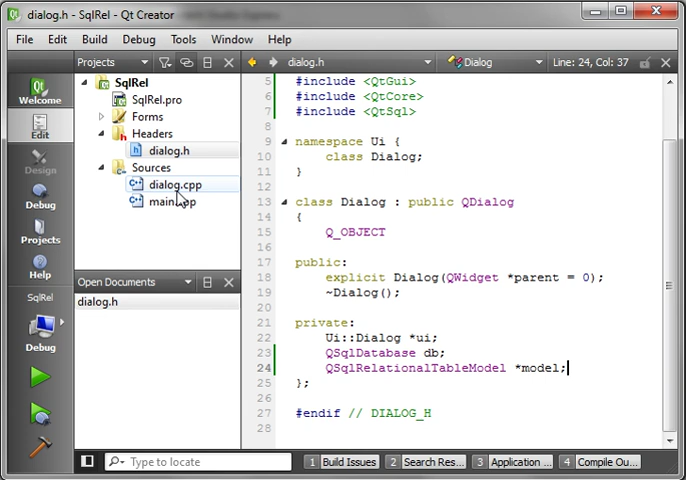 dialog.h - SqlRel - Qt Creator
File Edit Build Debug Tools Window Help
Projects
dialog.h
Dialog
Line: 24, Col: 37
Welcome
Edit
Design
Debug
Projects
Help
SqlRel
Debug
SqlRel
SqlRel.pro
Forms
Headers
dialog.h
Sources
dialog.cpp
Open Documents
dialog.h
5 #include <QtGui>
6 #include <QtCore>
7 #include <QtSql>
8
9 namespace Ui {
10 class Dialog;
11 }
12
13 class Dialog : public QDialog
14 {
15 Q_OBJECT
16
17 public:
18 explicit Dialog(QWidget *parent = 0);
19 ~Dialog();
20
21 private:
22 Ui::Dialog *ui;
23 QSqlDatabase db;
24 QSqlRelationalTableModel *model;
25 };
26
27 #endif // DIALOG_H
28
Type to locate
1 Build Issues
2 Search Res...
3 Application ...
4 Compile Ou...